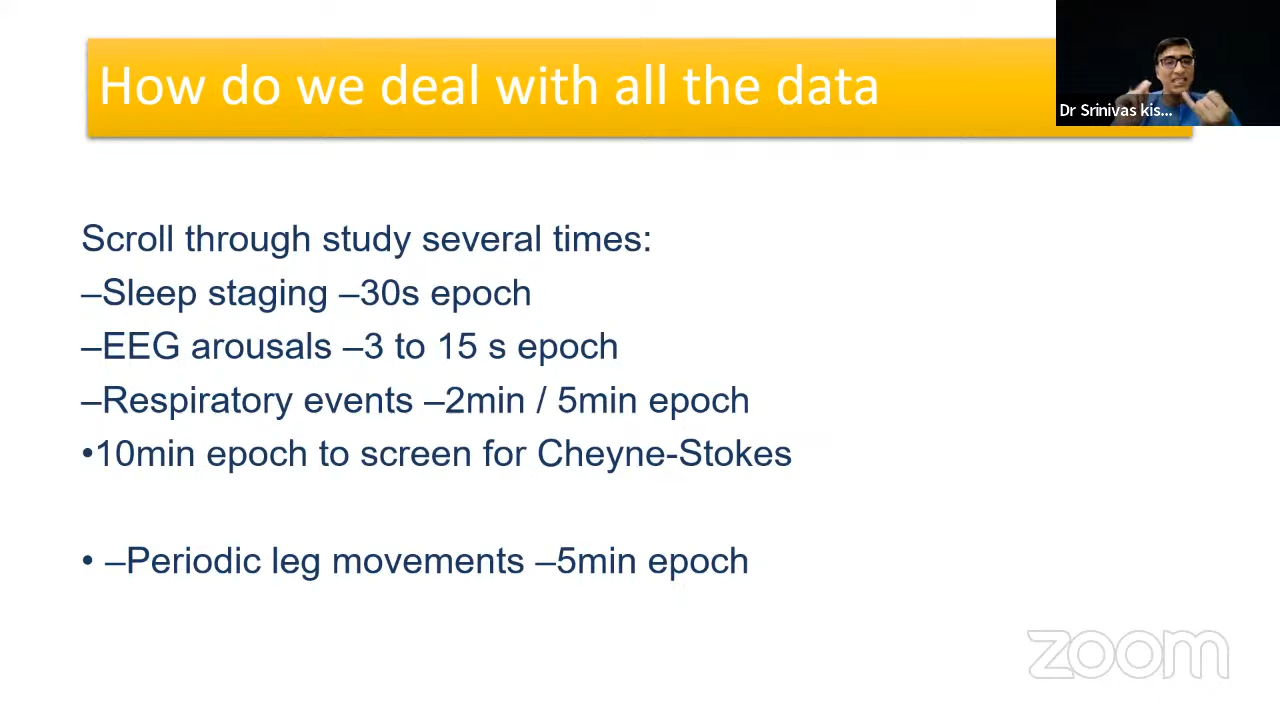 How do we deal with all the data
Dr Srinivas kis...
Scroll through study several times:
–Sleep staging –30s epoch
–EEG arousals –3 to 15 s epoch
–Respiratory events –2min / 5min epoch
•10min epoch to screen for Cheyne-Stokes
• –Periodic leg movements –5min epoch
zoom